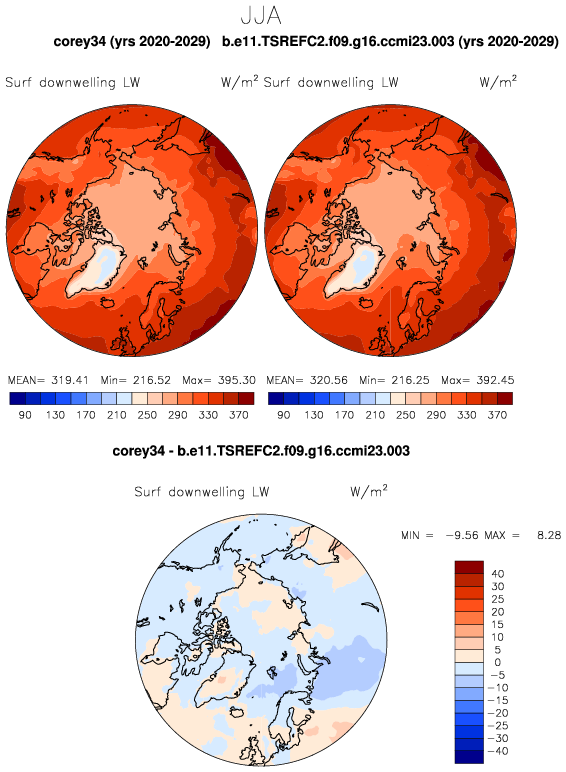 JJA
corey34 (yrs 2020-2029) b.e11.TSREFC2.f09.g16.ccmi23.003 (yrs 2020-2029)
Surf downwelling LW W/m² Surf downwelling LW W/m²
MEAN= 319.41 Min= 216.52 Max= 395.30 MEAN= 320.56 Min= 216.25 Max= 392.45
90 130 170 210 250 290 330 370 90 130 170 210 250 290 330 370
corey34 - b.e11.TSREFC2.f09.g16.ccmi23.003
Surf downwelling LW W/m²
MIN = -9.56 MAX = 8.28
40
30
25
20
15
10
5
0
-5
-10
-15
-20
-25
-30
-40